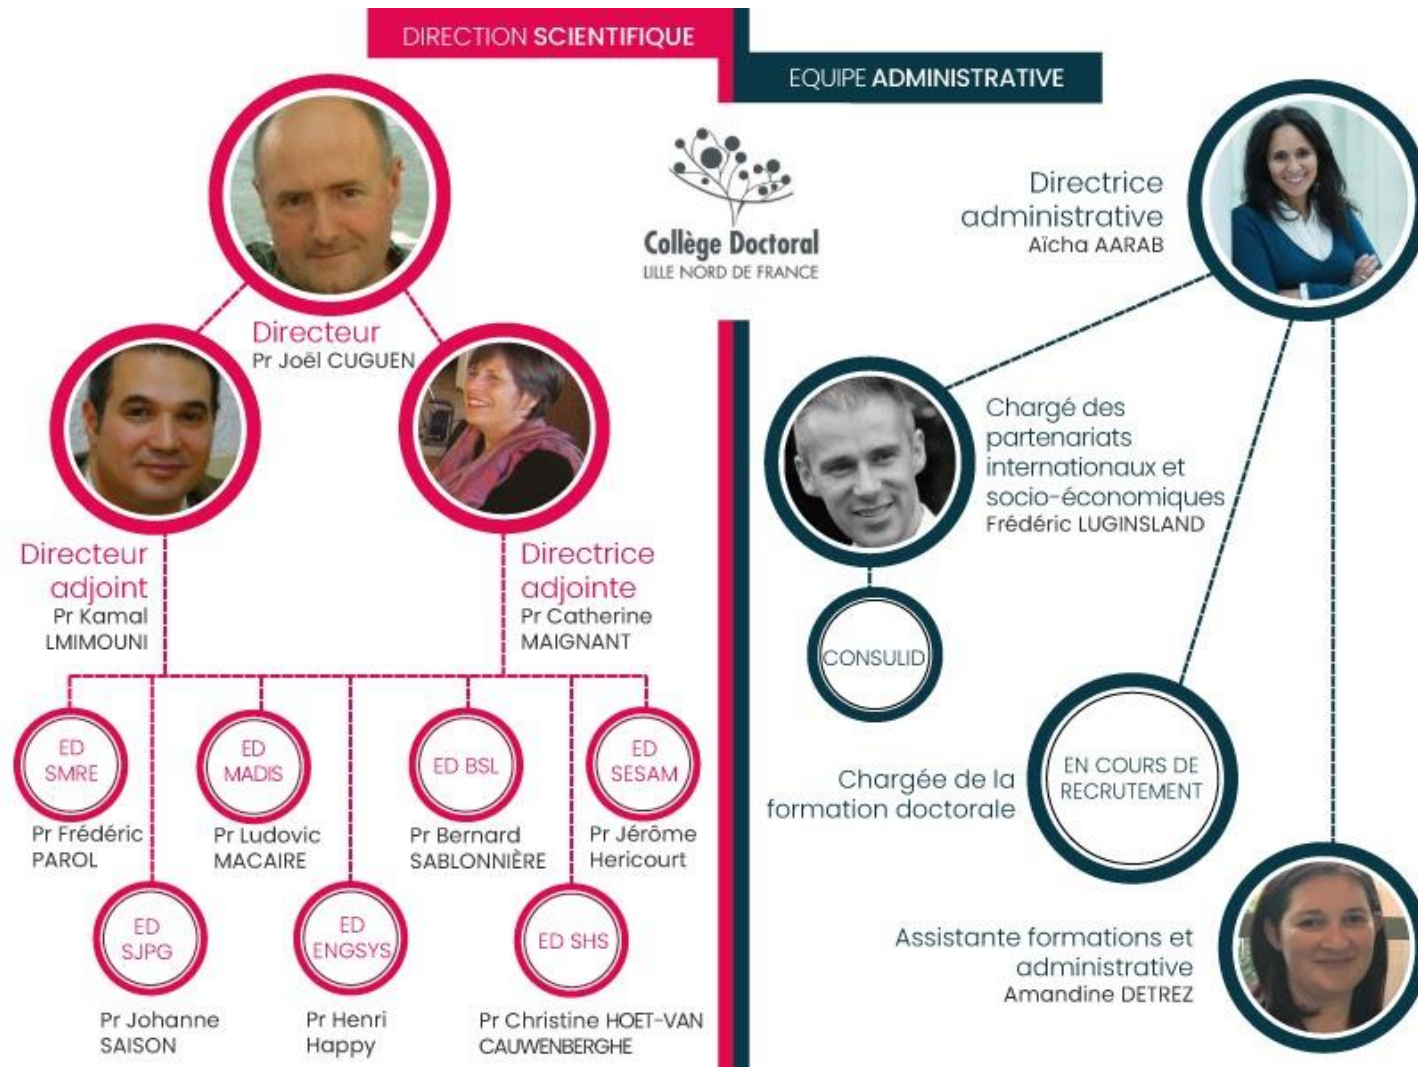 DIRECTION SCIENTIFIQUE
EQUIPE ADMINISTRATIVE
Collège Doctoral
LILLE NORD DE FRANCE
Directeur
Pr Joël CUGUEN
Directeur
adjoint
Pr Kamal
LMIMOUNI
Directrice
adjointe
Pr Catherine
MAIGNANT
ED
SMRE
Pr Frédéric
PAROL
ED
MADIS
Pr Ludovic
MACAIRE
ED BSL
Pr Bernard
SABLONNIÈRE
ED
SESAM
Pr Jérôme
Hericourt
ED
SJPG
Pr Johanne
SAISON
ED
ENGSYS
Pr Henri
Happy
ED SHS
Pr Christine HOET-VAN
CAUWENBERGHE
Directrice
administrative
Aïcha AARAB
Chargé des
partenariats
internationaux et
socio-économiques
Frédéric LUGINSLAND
CONSULID
Chargée de la
formation doctorale
EN COURS DE
RECRUTEMENT
Assistante formations et
administrative
Amandine DETREZ